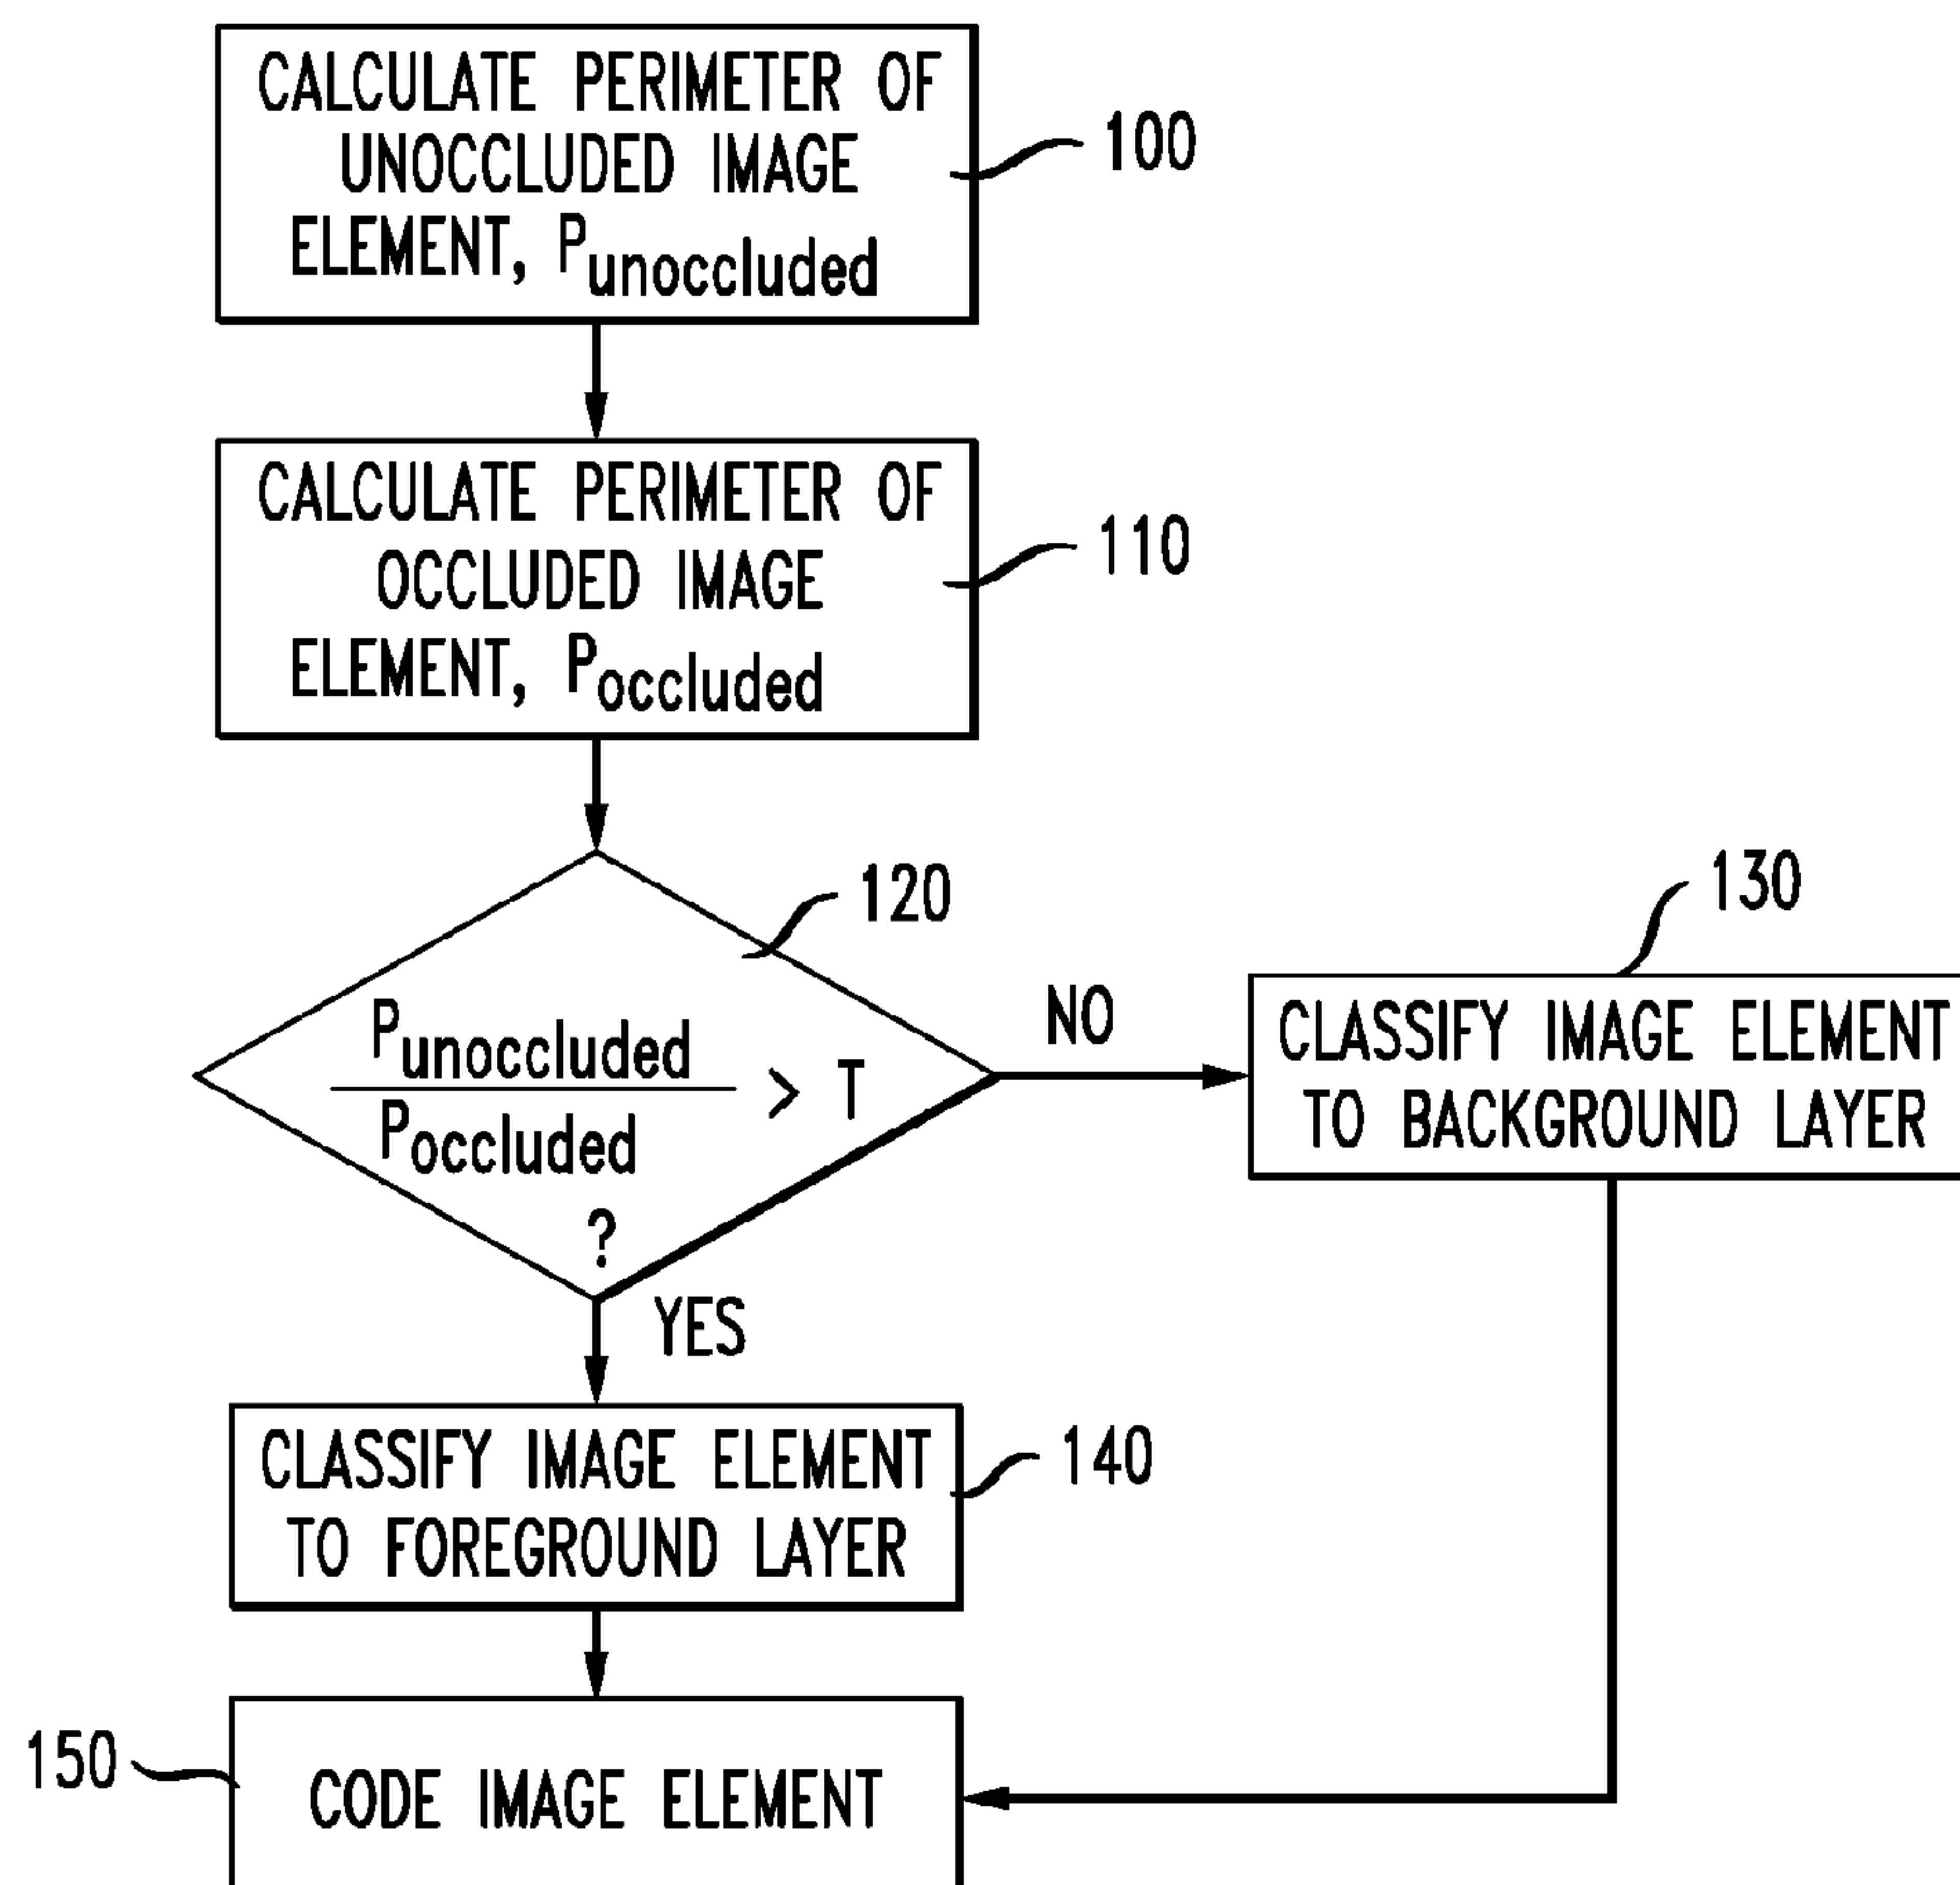 CALCULATE PERIMETER OF
UNOCCLUDED IMAGE
ELEMENT, Punoccluded
100
CALCULATE PERIMETER OF
OCCLUDED IMAGE
ELEMENT, Poccluded
110
120
Punoccluded
Poccluded
> T
?
NO
YES
130
CLASSIFY IMAGE ELEMENT
TO BACKGROUND LAYER
CLASSIFY IMAGE ELEMENT
TO FOREGROUND LAYER
140
150
CODE IMAGE ELEMENT